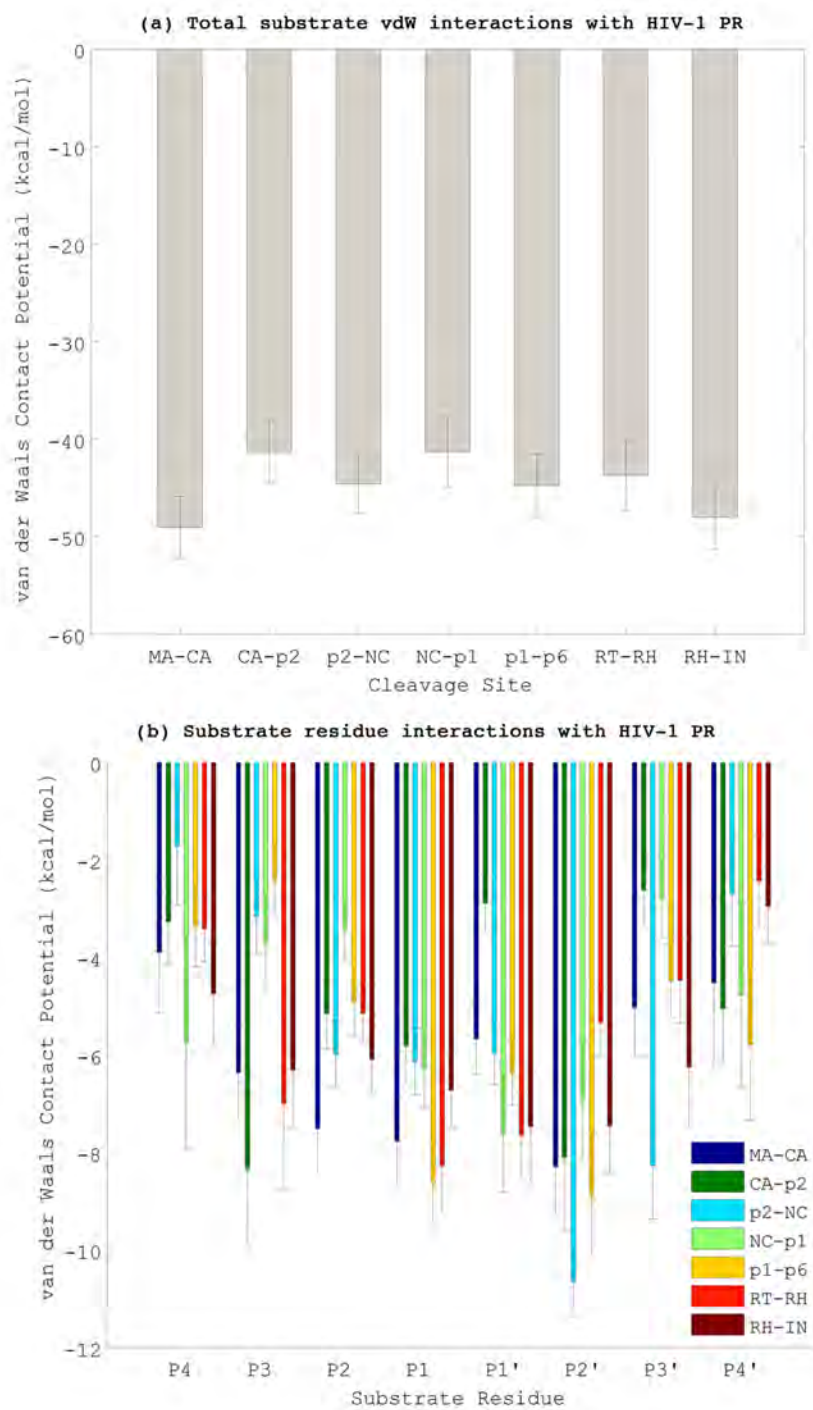 (a) Total substrate vdW interactions with HIV-1 PR
van der Waals Contact Potential (kcal/mol)
0
-10
-20
-30
-40
-50
-60
MA-CA CA-p2 p2-NC NC-p1 p1-p6 RT-RH RH-IN
Cleavage Site
(b) Substrate residue interactions with HIV-1 PR
van der Waals Contact Potential (kcal/mol)
0
-2
-4
-6
-8
-10
-12
MA-CA
CA-p2
p2-NC
NC-p1
p1-p6
RT-RH
RH-IN
P4 P3 P2 P1 P1' P2' P3' P4'
Substrate Residue